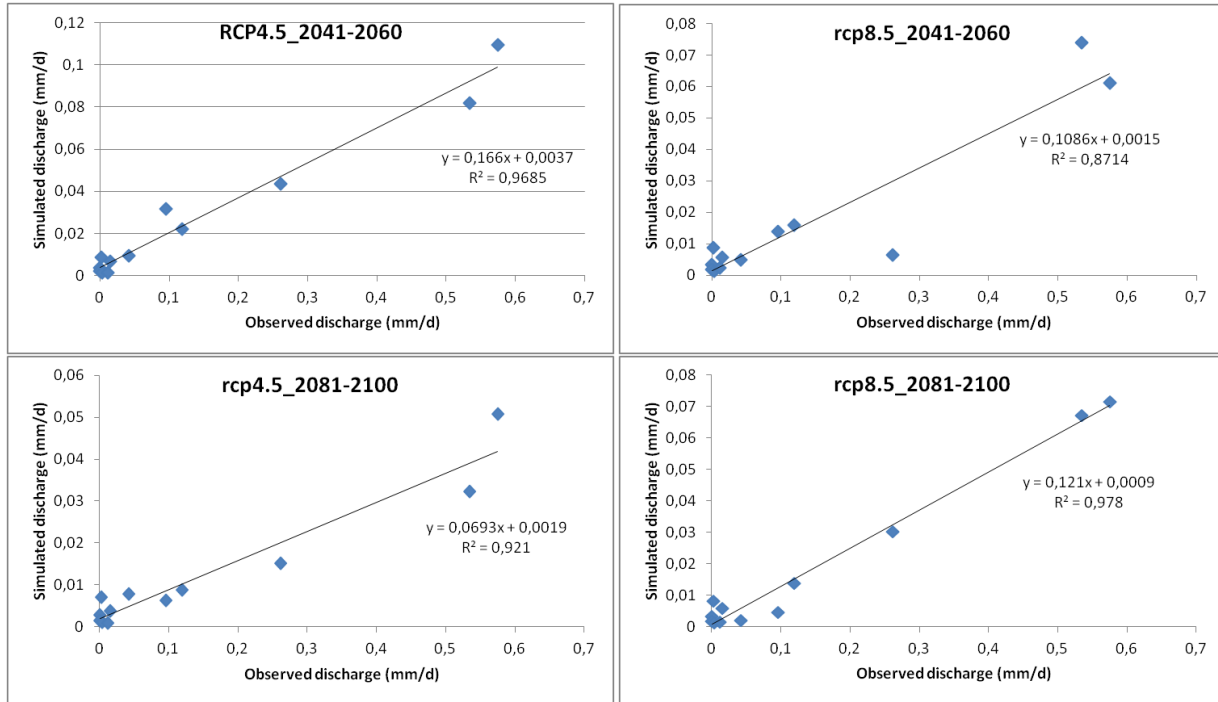 RCP4.5_2041-2060
Simulated discharge (mm/d)
0,12
0,1
0,08
0,06
0,04
0,02
0
y = 0,166x + 0,0037
R² = 0,9685
0 0,1 0,2 0,3 0,4 0,5 0,6 0,7
Observed discharge (mm/d)
rcp8.5_2041-2060
Simulated discharge (mm/d)
0,08
0,07
0,06
0,05
0,04
0,03
0,02
0,01
0
y = 0,1086x + 0,0015
R² = 0,8714
0 0,1 0,2 0,3 0,4 0,5 0,6 0,7
Observed discharge (mm/d)
rcp4.5_2081-2100
Simulated discharge (mm/d)
0,06
0,05
0,04
0,03
0,02
0,01
0
y = 0,0693x + 0,0019
R² = 0,921
0 0,1 0,2 0,3 0,4 0,5 0,6 0,7
Observed discharge (mm/d)
rcp8.5_2081-2100
Simulated discharge (mm/d)
0,08
0,07
0,06
0,05
0,04
0,03
0,02
0,01
0
y = 0,121x + 0,0009
R² = 0,978
0 0,1 0,2 0,3 0,4 0,5 0,6 0,7
Observed discharge (mm/d)